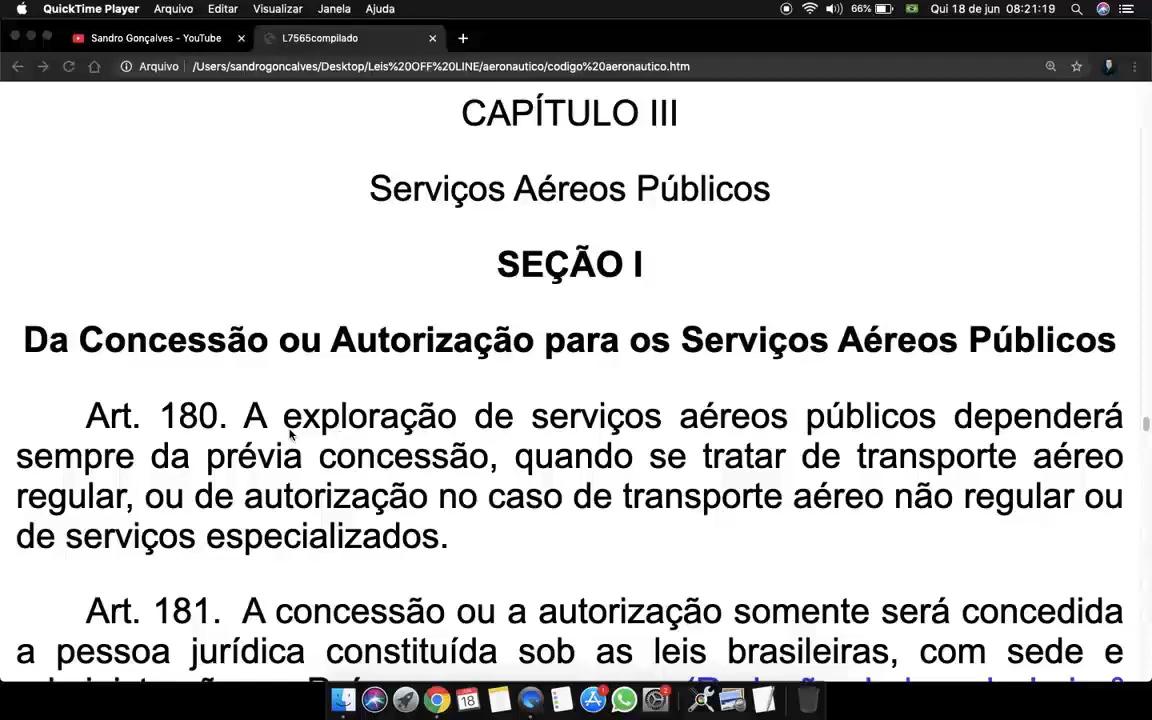 QuickTime Player Arquivo Editar Visualizar Janela Ajuda 66% Qui 18 de jun 08:21:19
Sandro Gonçalves - YouTube L7565compilado
Arquivo /Users/sandrogoncalves/Desktop/Leis%20OFF%20LINE/aeronautico/codigo%20aeronautico.htm
CAPÍTULO III
Serviços Aéreos Públicos
SEÇÃO I
Da Concessão ou Autorização para os Serviços Aéreos Públicos
Art. 180. A exploração de serviços aéreos públicos dependerá
sempre da prévia concessão, quando se tratar de transporte aéreo
regular, ou de autorização no caso de transporte aéreo não regular ou
de serviços especializados.
Art. 181. A concessão ou a autorização somente será concedida
a pessoa jurídica constituída sob as leis brasileiras, com sede e
18 1 2